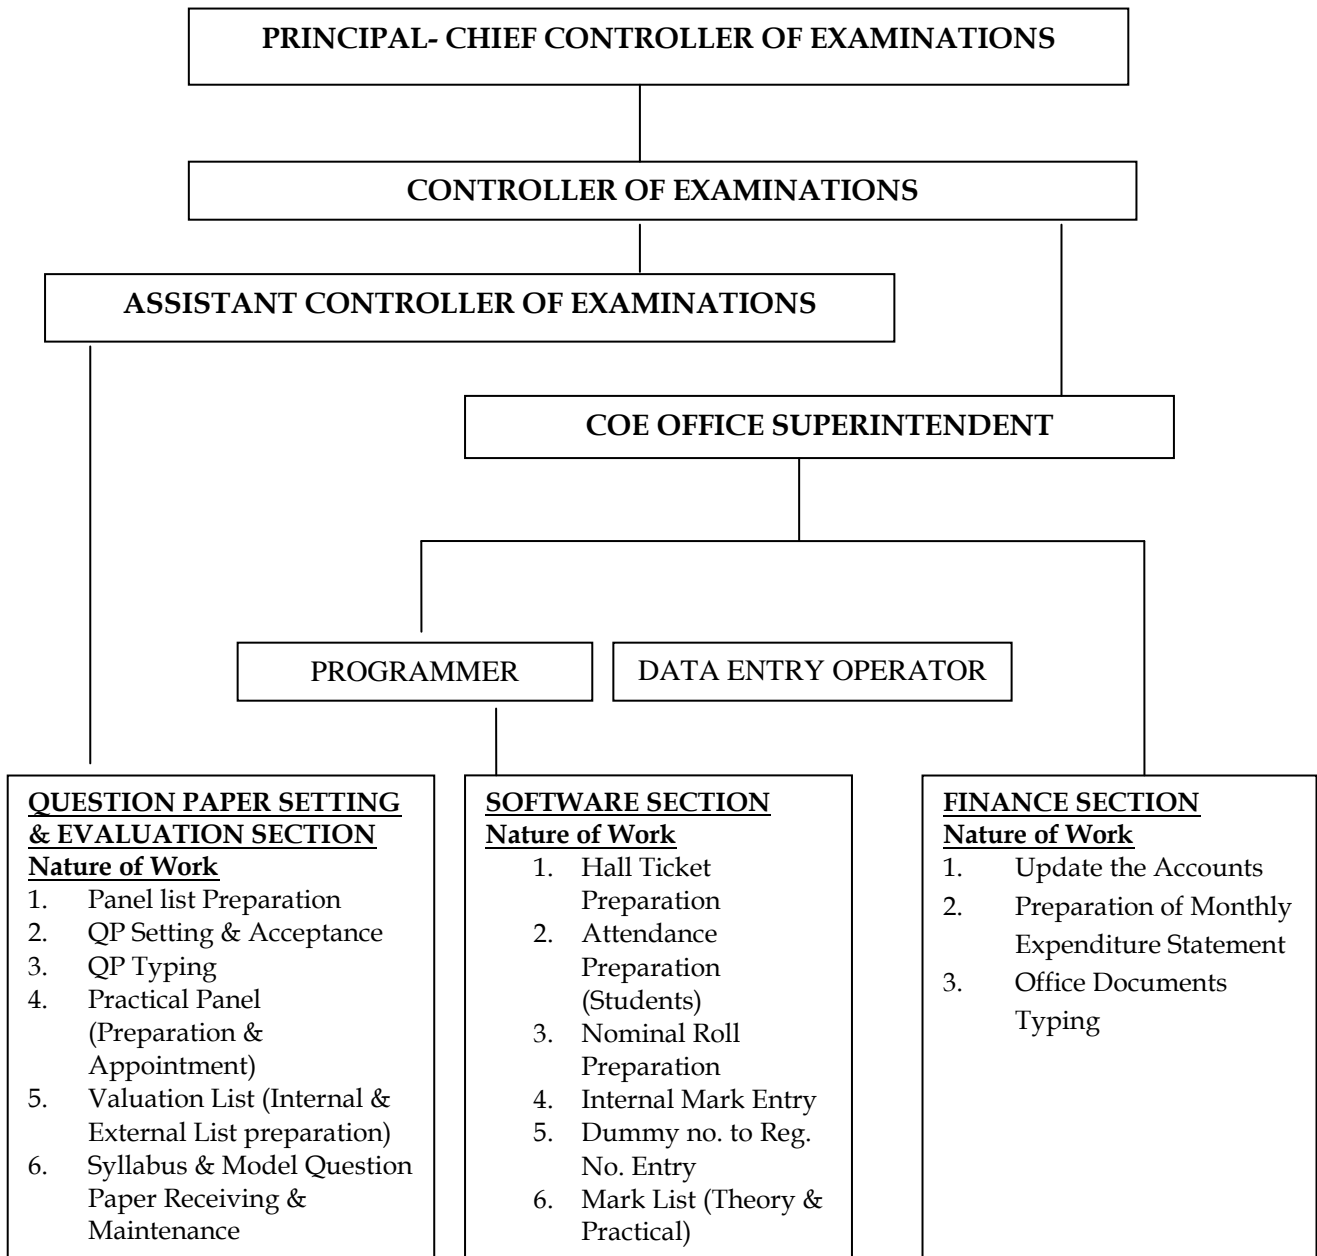 PRINCIPAL- CHIEF CONTROLLER OF EXAMINATIONS
CONTROLLER OF EXAMINATIONS
ASSISTANT CONTROLLER OF EXAMINATIONS
COE OFFICE SUPERINTENDENT
PROGRAMMER
DATA ENTRY OPERATOR
QUESTION PAPER SETTING
& EVALUATION SECTION
Nature of Work
1. Panel list Preparation
2. QP Setting & Acceptance
3. QP Typing
4. Practical Panel
(Preparation &
Appointment)
5. Valuation List (Internal &
External List preparation)
6. Syllabus & Model Question
Paper Receiving &
Maintenance
SOFTWARE SECTION
Nature of Work
1. Hall Ticket
Preparation
2. Attendance
Preparation
(Students)
3. Nominal Roll
Preparation
4. Internal Mark Entry
5. Dummy no. to Reg.
No. Entry
6. Mark List (Theory &
Practical)
FINANCE SECTION
Nature of Work
1. Update the Accounts
2. Preparation of Monthly
Expenditure Statement
3. Office Documents
Typing